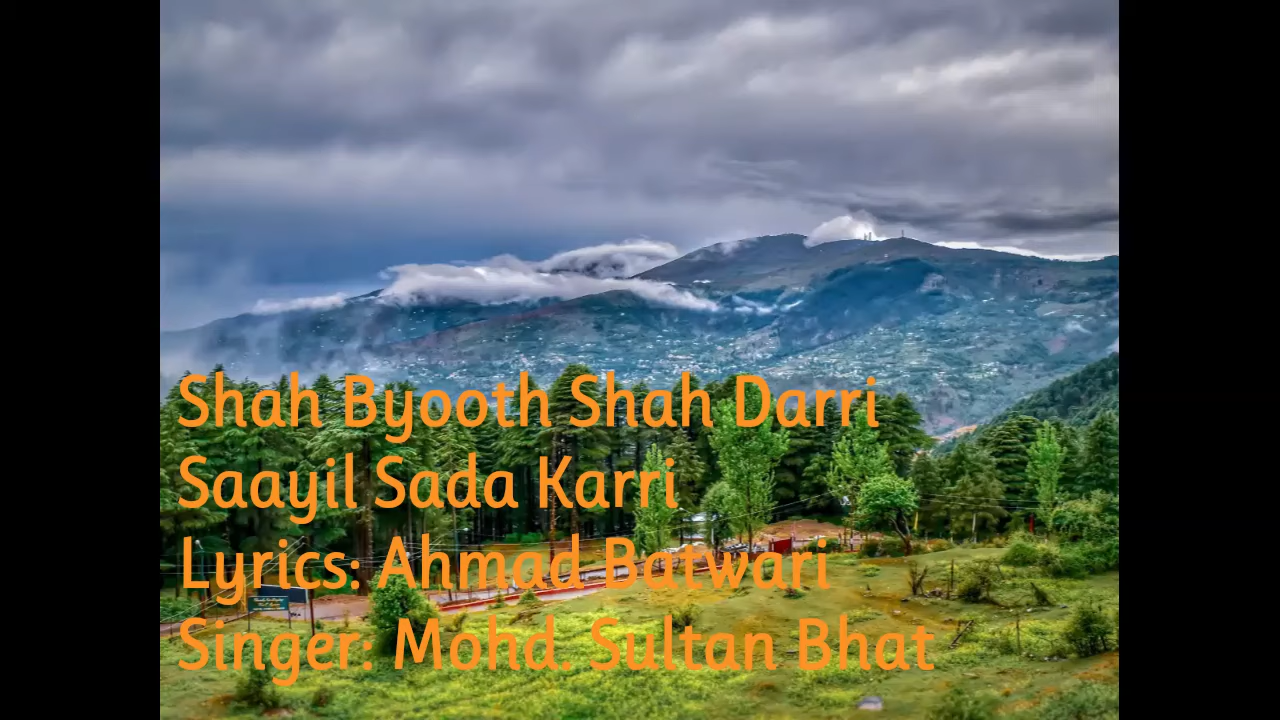 Shah Byooth Shah Darri
Saayil Sada Karri
Lyrics: Ahmad Batwari
Singer: Mohd. Sultan Bhat